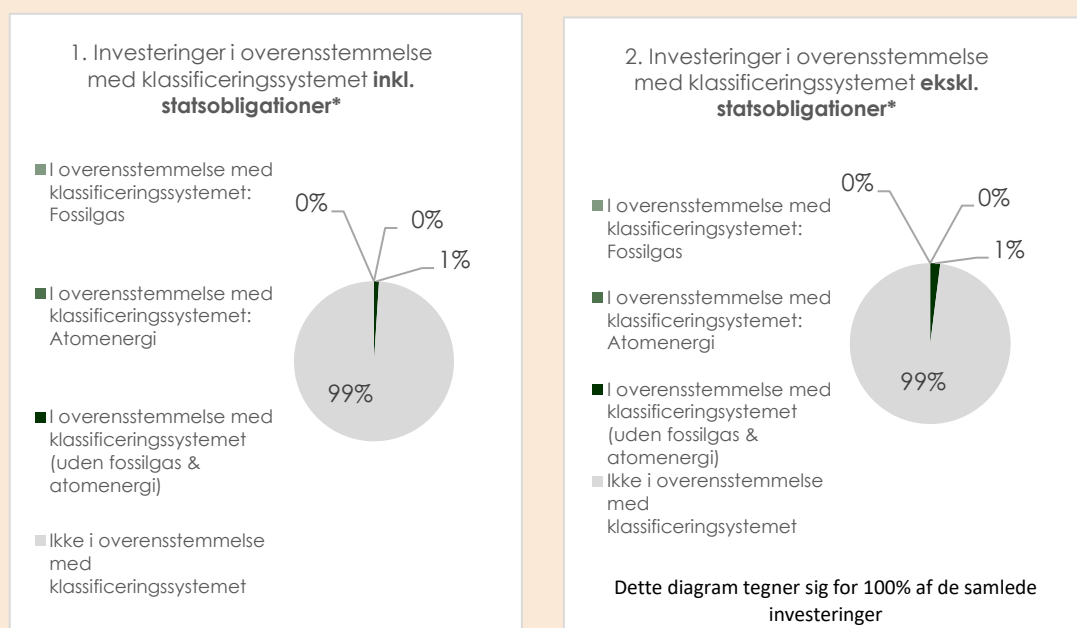 1. Investeringer i overensstemmelse
med klassificeringssystemet inkl.
statsobligationer*
I overensstemmelse med
klassificeringssystemet:
Fossilgas
I overensstemmelse med
klassificeringssystemet:
Atomenergi
I overensstemmelse med
klassificeringssystemet
(uden fossilgas &
atomenergi)
Ikke i overensstemmelse
med
klassificeringssystemet
0%
0%
1%
99%
2. Investeringer i overensstemmelse
med klassificeringssystemet ekskl.
statsobligationer*
I overensstemmelse med
klassificeringsystemet:
Fossilgas
I overensstemmelse med
klassificeringssystemet:
Atomenergi
I overensstemmelse med
klassificeringssystemet
(uden fossilgas &
atomenergi)
Ikke i overensstemmelse
med
klassificeringsystemet
0%
0%
1%
99%
Dette diagram tegner sig for 100% af de samlede
investeringer